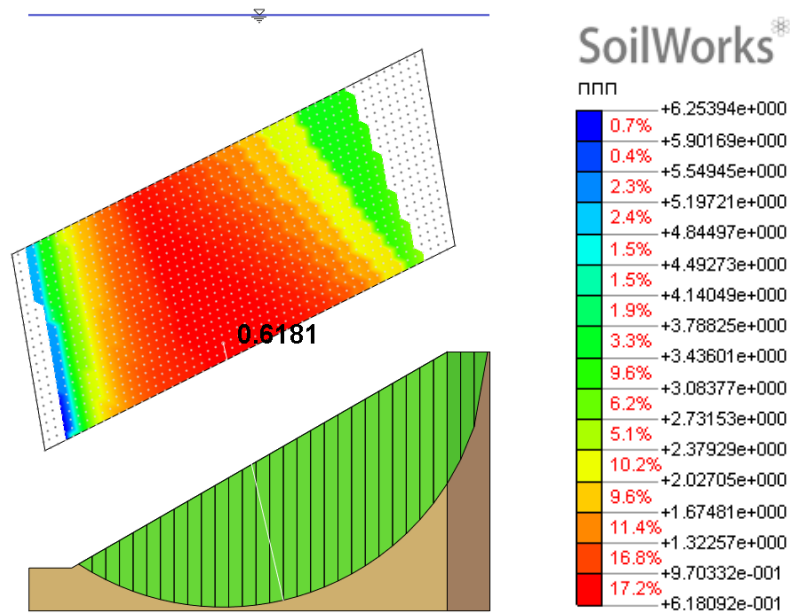 SoilWorks
ППП
+6.25394e+000
0.7%
+5.90169e+000
0.4%
+5.54945e+000
2.3%
+5.19721e+000
2.4%
+4.84497e+000
1.5%
+4.49273e+000
1.5%
+4.14049e+000
1.9%
+3.78825e+000
3.3%
+3.43601e+000
9.6%
+3.08377e+000
6.2%
+2.73153e+000
5.1%
+2.37929e+000
10.2%
+2.02705e+000
9.6%
+1.67481e+000
11.4%
+1.32257e+000
16.8%
+9.70332e-001
17.2%
+6.18092e-001
0.6181